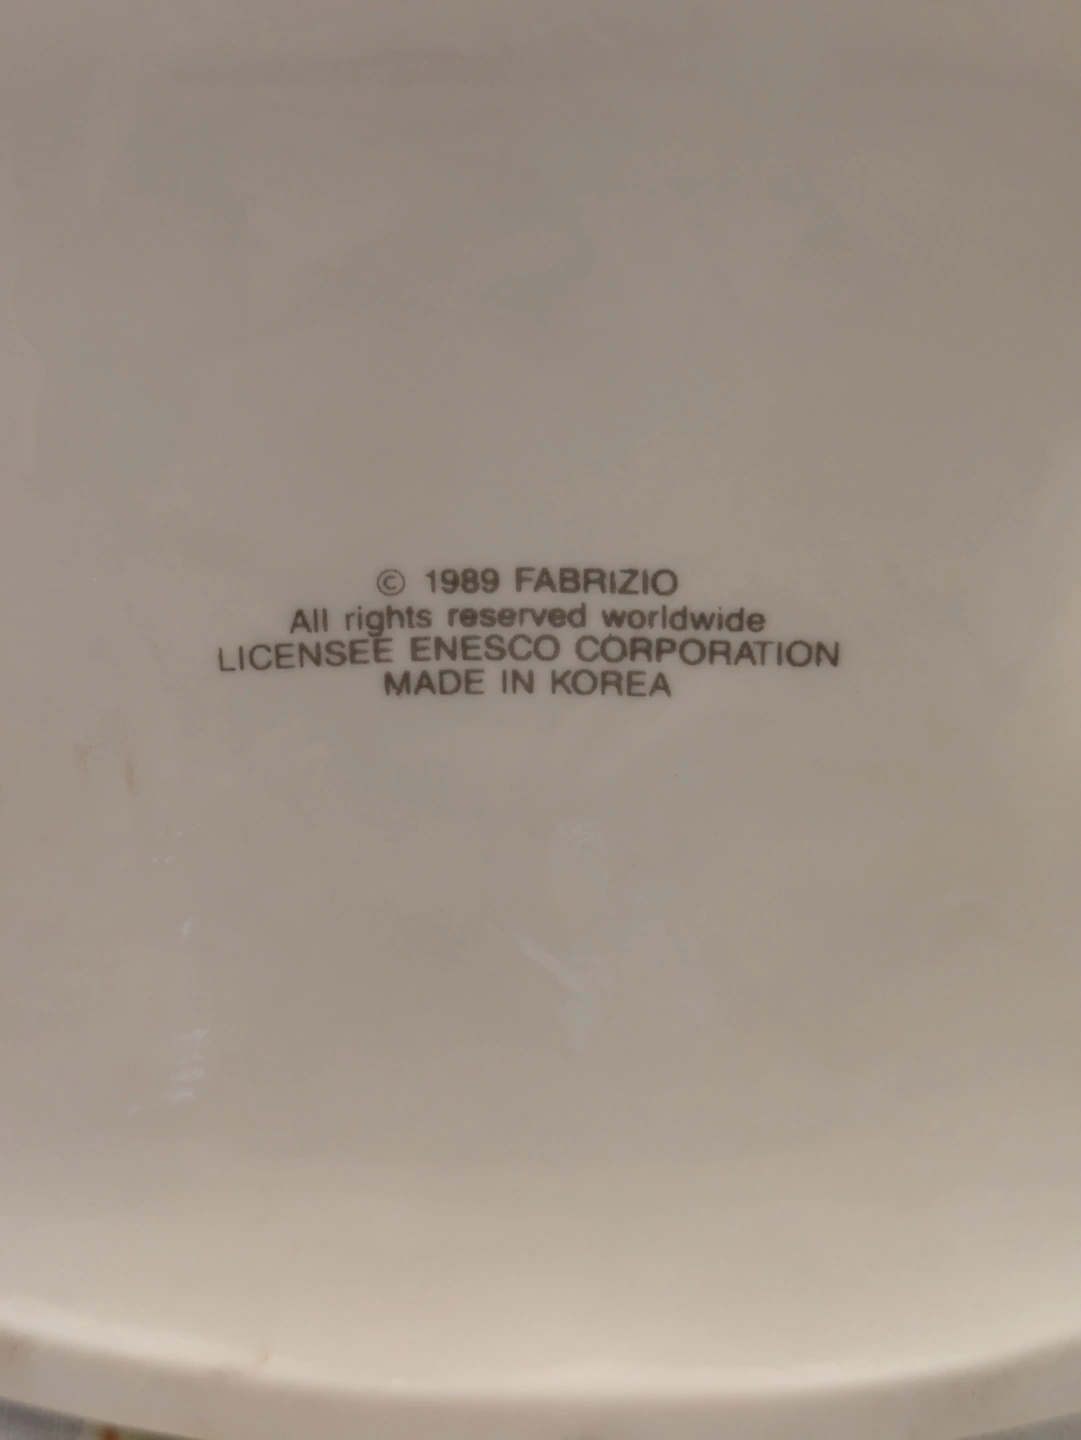 © 1989 FABRIZIO
All rights reserved worldwide
LICENSEE ENESCO CORPORATION
MADE IN KOREA